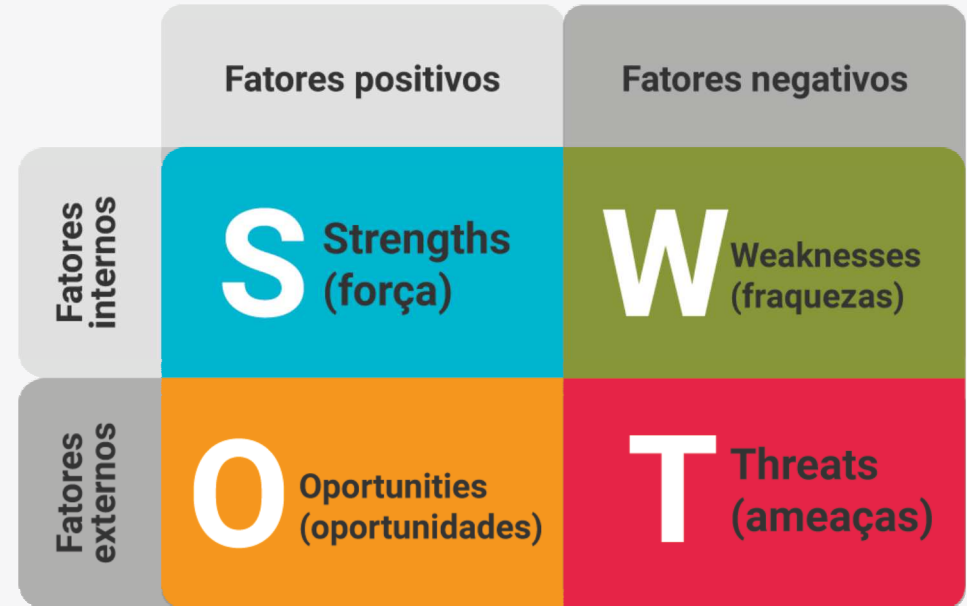 Fatores positivos
Fatores negativos
Fatores
internos
S
Strengths
(força)
W
Weaknesses
(fraquezas)
Fatores
externos
O
Oportunities
(oportunidades)
T
Threats
(ameaças)